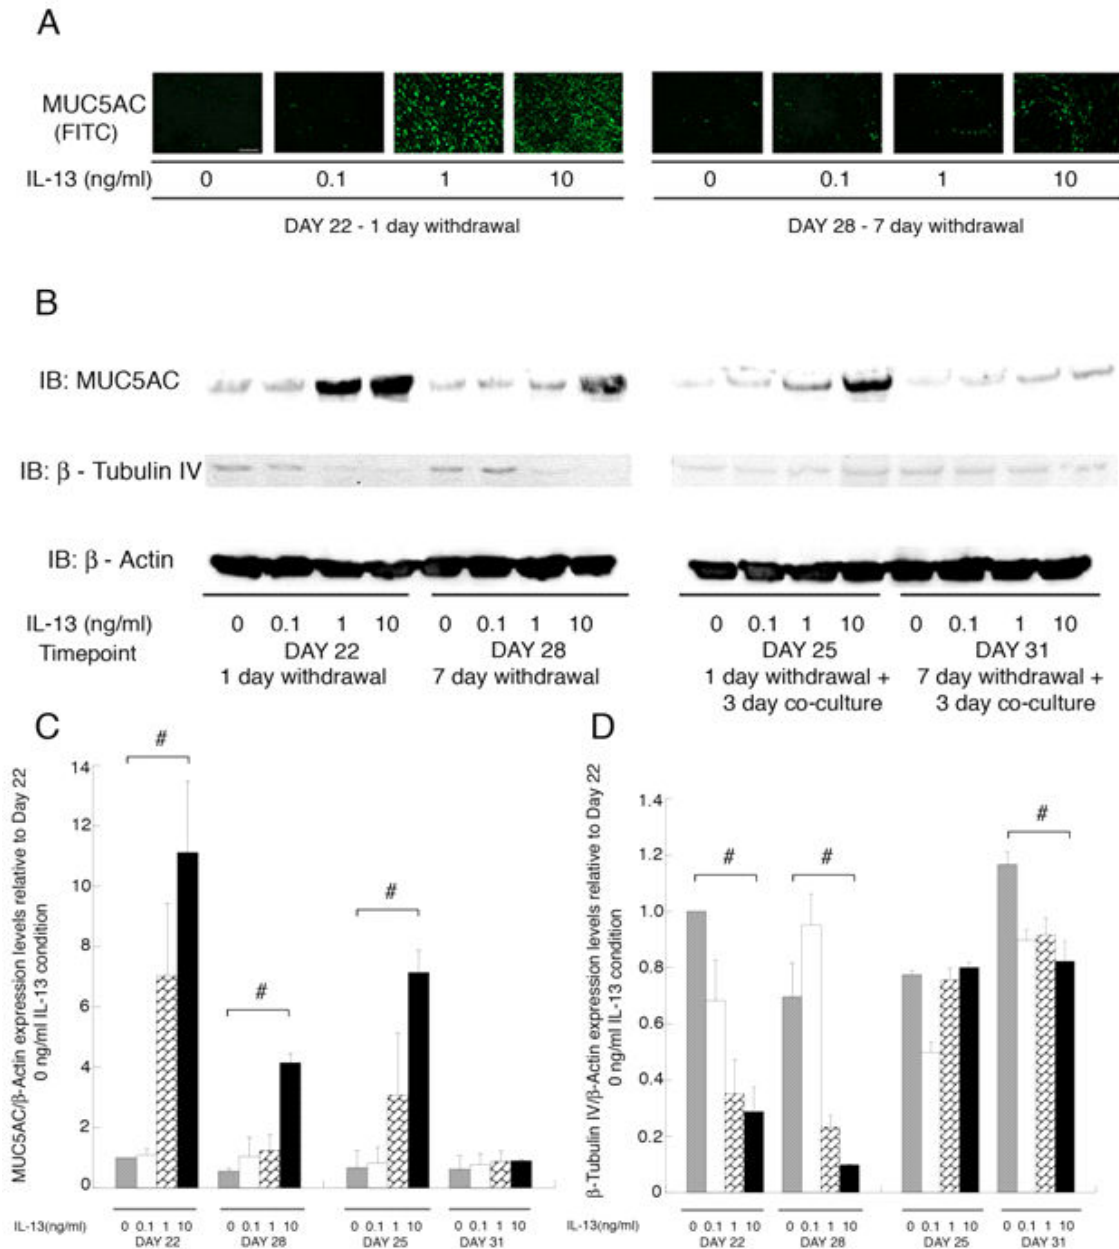 A
MUC5AC
(FITC)
IL-13 (ng/ml) 0 0.1 1 10 0 0.1 1 10
DAY 22 - 1 day withdrawal DAY 28 - 7 day withdrawal
B
IB: MUC5AC
IB: β - Tubulin IV
IB: β - Actin
IL-13 (ng/ml) 0 0.1 1 10 0 0.1 1 10 0 0.1 1 10 0 0.1 1 10
Timepoint DAY 22 DAY 28 DAY 25 DAY 31
1 day withdrawal 7 day withdrawal 1 day withdrawal + 7 day withdrawal +
3 day co-culture 3 day co-culture
C
MUC5AC/β-Actin expression levels relative to Day 22
0 ng/ml IL-13 condition
14
12
10
8
6
4
2
0
# # #
IL-13(ng/ml) 0 0.1 1 10 0 0.1 1 10 0 0.1 1 10 0 0.1 1 10
DAY 22 DAY 28 DAY 25 DAY 31
D
β-Tubulin IV/β-Actin expression levels relative to Day 22
0 ng/ml IL-13 condition
1.4
1.2
1.0
0.8
0.6
0.4
0.2
0
# # #
IL-13(ng/ml) 0 0.1 1 10 0 0.1 1 10 0 0.1 1 10 0 0.1 1 10
DAY 22 DAY 28 DAY 25 DAY 31